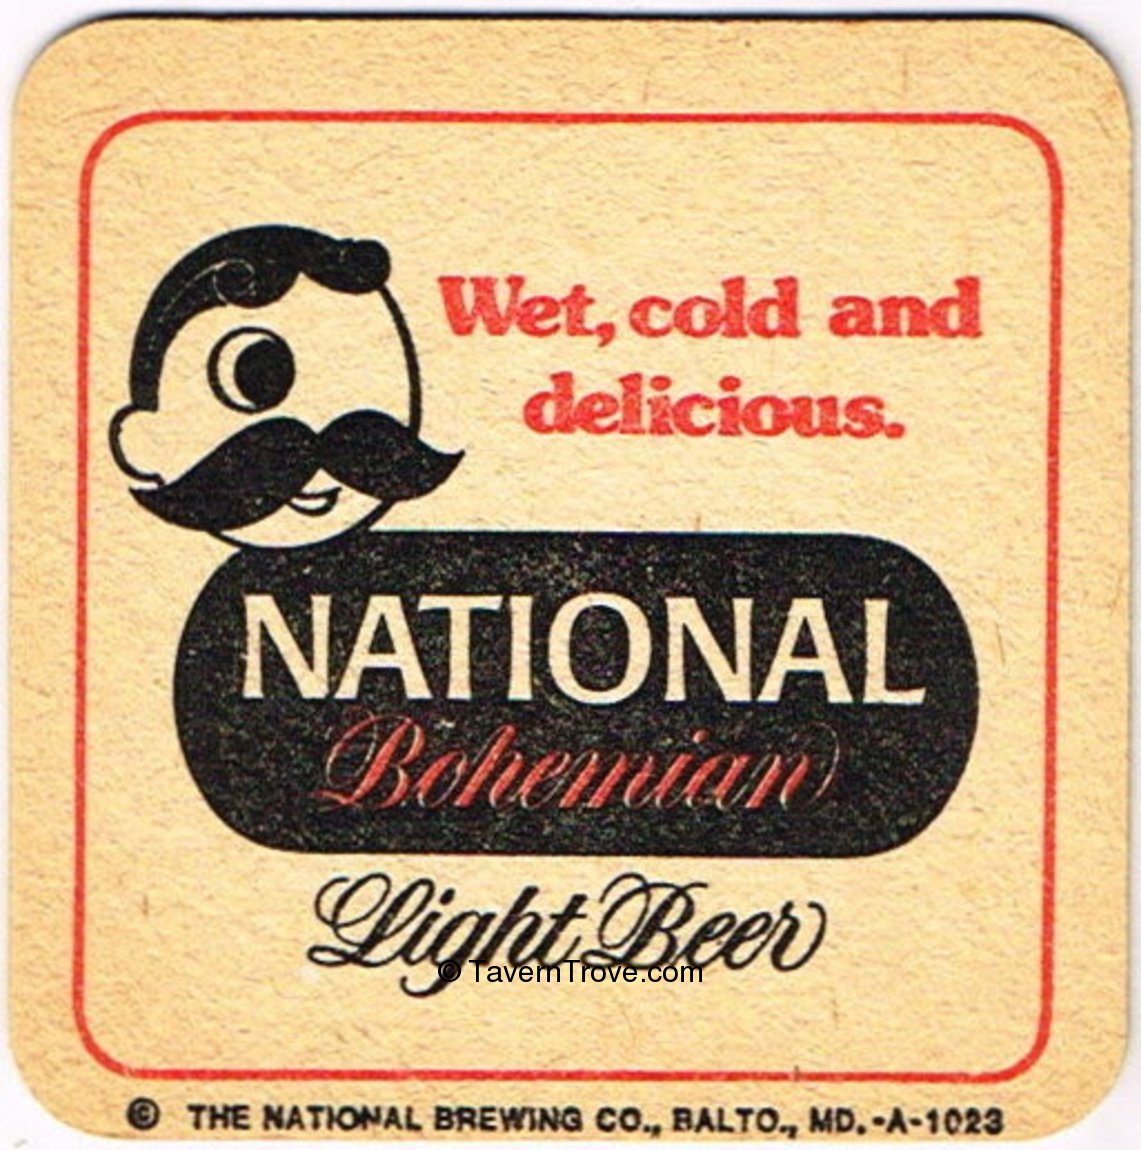 Wet, cold and
delicious.
NATIONAL
Bohemian
Light Beer
© TavernTrove.com
© THE NATIONAL BREWING CO., BALTO., MD.-A-1023